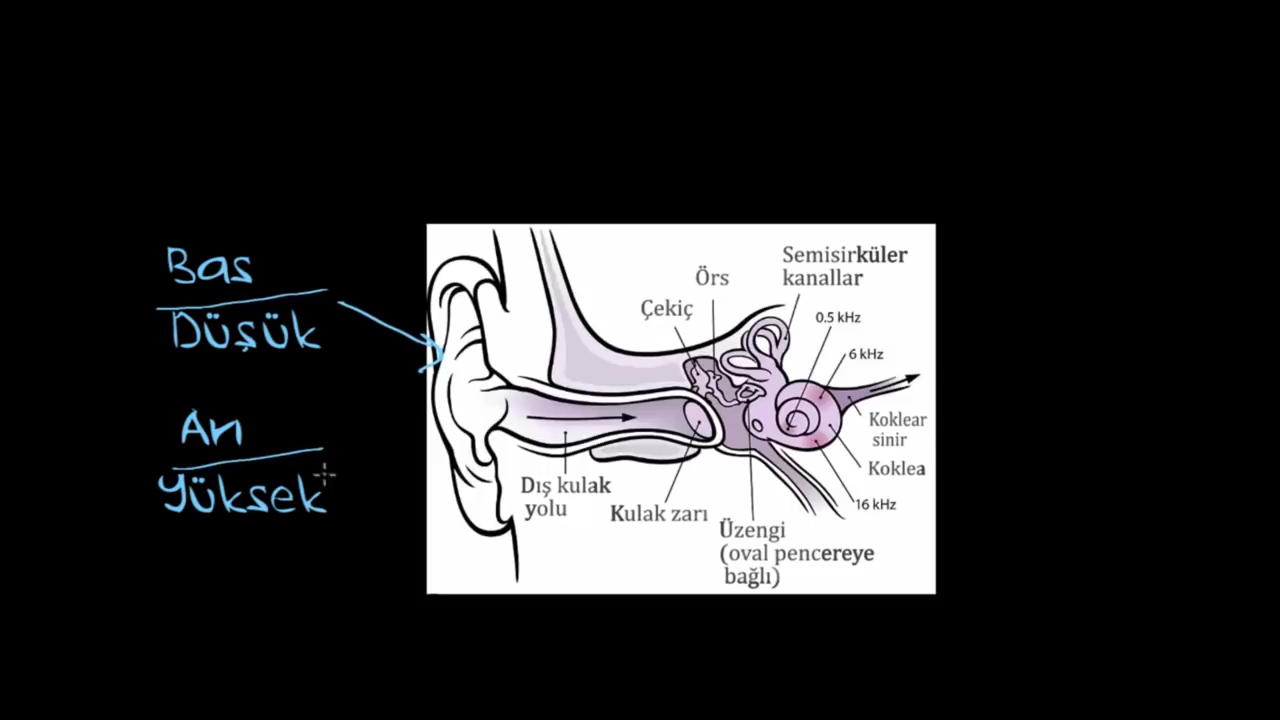 Bas
Düşük
Arı
Yüksek
Semisirküler
kanallar
Örs
Çekiç
0.5 kHz
6 kHz
Koklear
sinir
Koklea
16 kHz
Dış kulak
yolu
Kulak zarı
Üzengi
(oval pencereye
bağlı)